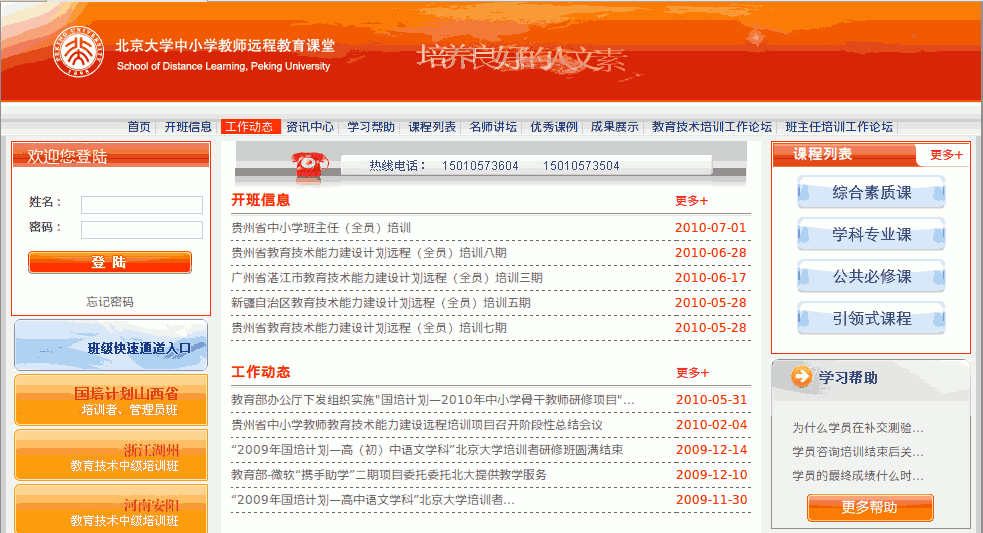 北京大学中小学教师远程教育课堂
School of Distance Learning, Peking University
培养良好的人文素
首页 开班信息 工作动态 资讯中心 学习帮助 课程列表 名师讲坛 优秀课例 成果展示 教育技术培训工作论坛 班主任培训工作论坛
欢迎您登陆
姓名：
密码：
登 陆
忘记密码
班级快速通道入口
国培计划山西省
培训者、管理员班
浙江湖州
教育技术中级培训班
河南安阳
教育技术中级培训班
热线电话： 15010573604 15010573504
开班信息 更多+
贵州省中小学班主任（全员）培训 2010-07-01
贵州省教育技术能力建设计划远程（全员）培训八期 2010-06-28
广州省湛江市教育技术能力建设计划远程（全员）培训三期 2010-06-17
新疆自治区教育技术能力建设计划远程（全员）培训五期 2010-05-28
贵州省教育技术能力建设计划远程（全员）培训七期 2010-05-28
工作动态 更多+
教育部办公厅下发组织实施"国培计划—2010年中小学骨干教师研修项目"... 2010-05-31
贵州省中小学教师教育技术能力建设远程培训项目召开阶段性总结会议 2010-02-04
“2009年国培计划—高（初）中语文学科”北京大学培训者研修班圆满结束 2009-12-14
教育部-微软“携手助学”二期项目委托委托北大提供教学服务 2009-12-10
“2009年国培计划—高中语文学科”北京大学培训者... 2009-11-30
课程列表 更多+
综合素质课
学科专业课
公共必修课
引领式课程
学习帮助
为什么学员在补交测验...
学员咨询培训结束后关...
学员的最终成绩什么时...
更多帮助